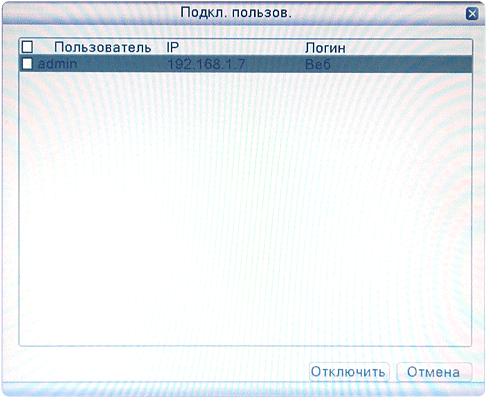 Подкл. пользов.
Пользователь IP Логин
admin 192.168.1.7 Веб
Отключить Отмена